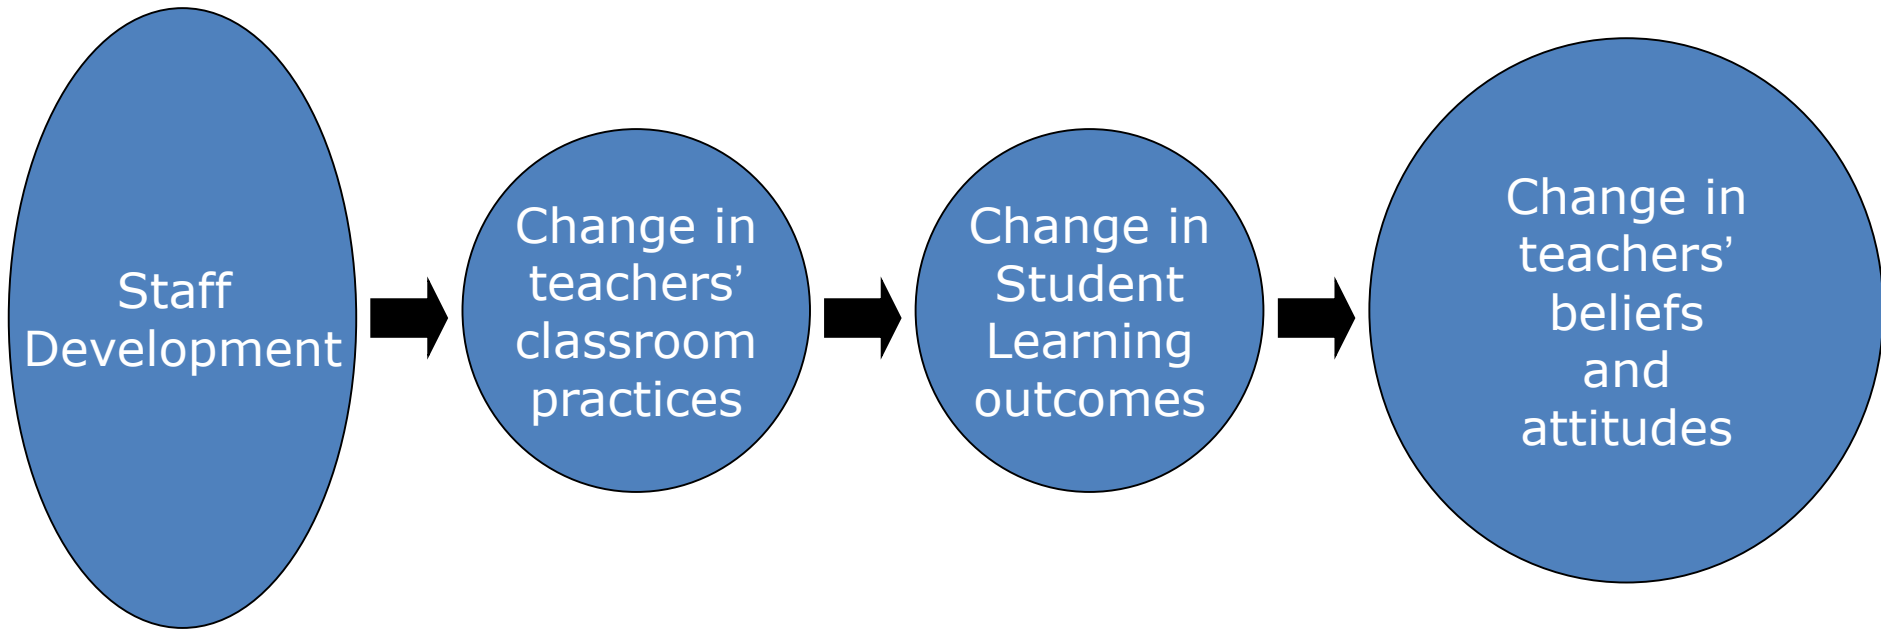 Staff
Development
Change in
teachers’
classroom
practices
Change in
Student
Learning
outcomes
Change in
teachers’
beliefs
and
attitudes